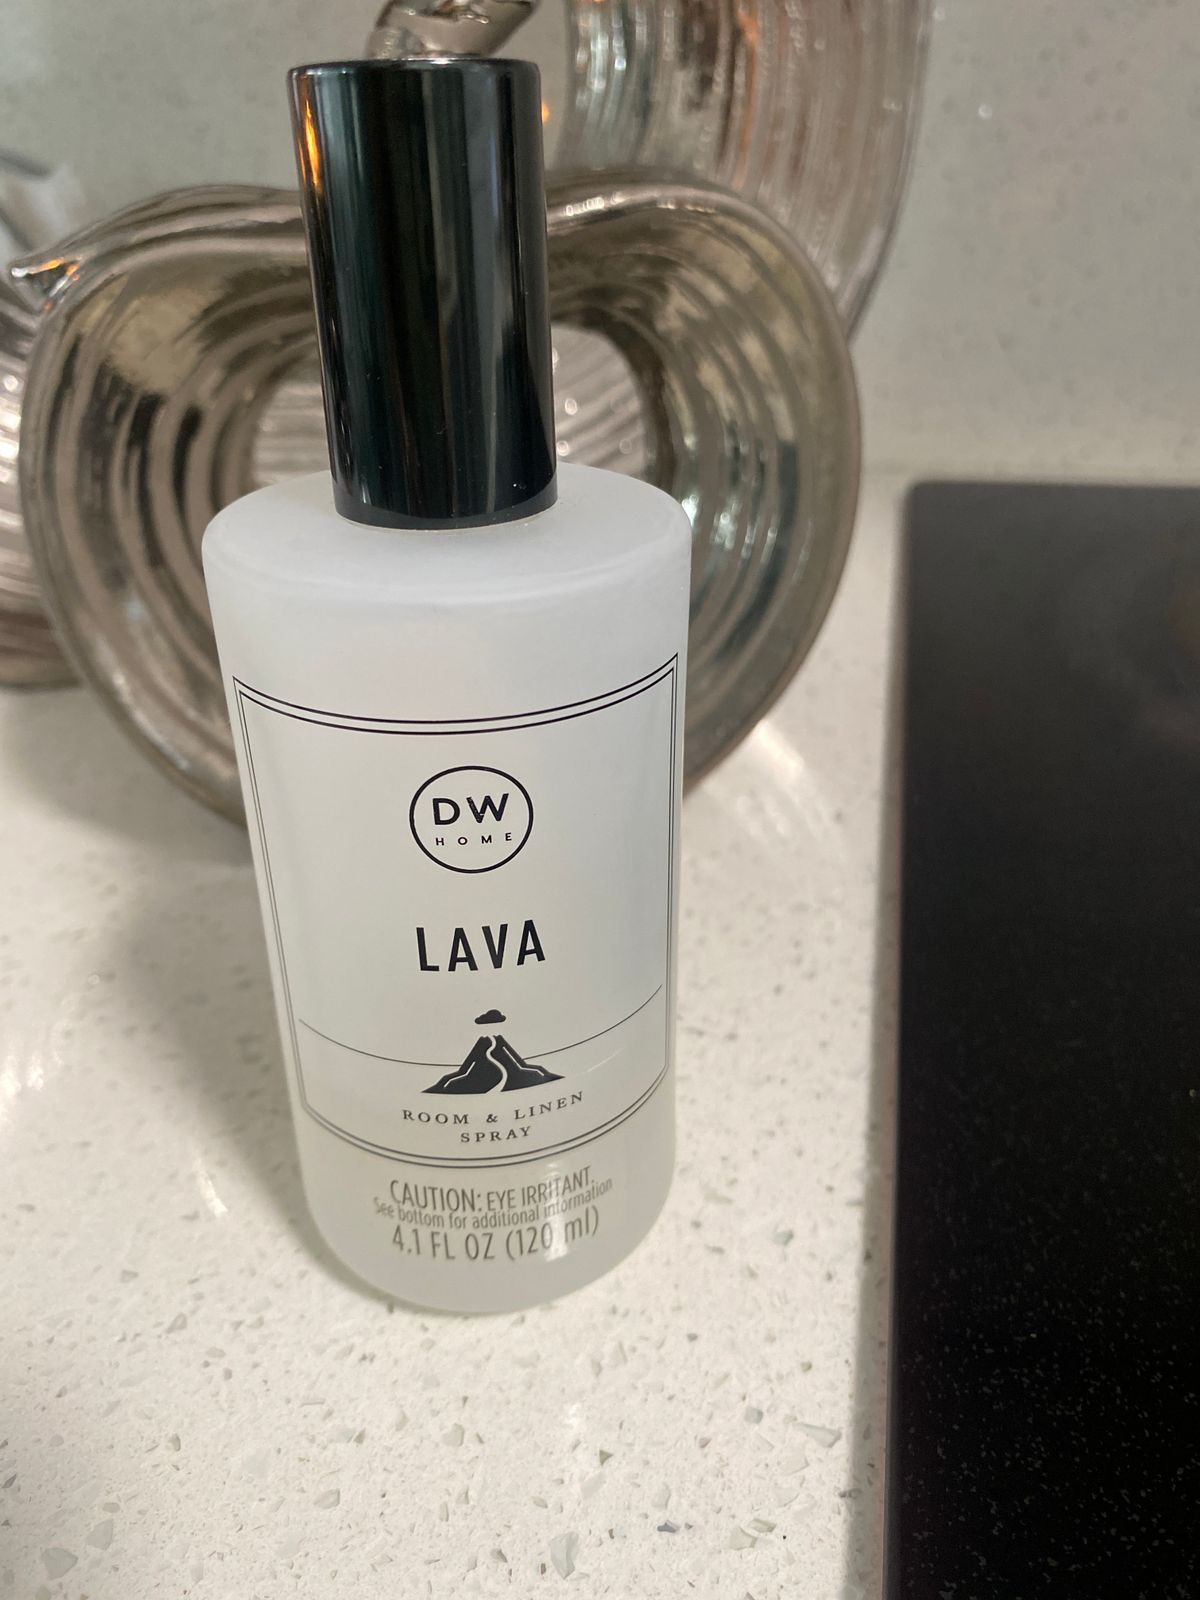 DW
HOME
LAVA
ROOM & LINEN
SPRAY
CAUTION: EYE IRRITANT.
See bottom for additional information
4.1 FL OZ (120 ml)